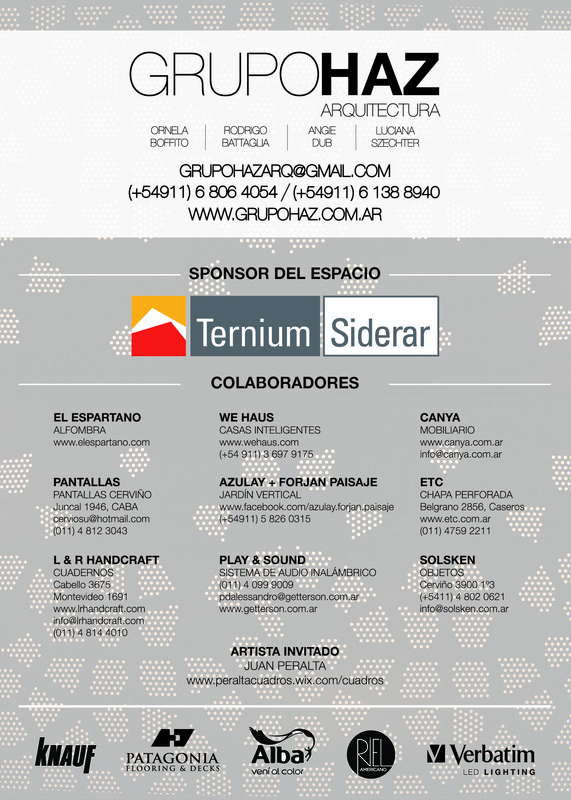 GRUPOHAZ
ARQUITECTURA
ORNELA BOFFITO
RODRIGO BATTAGLIA
ANGIE DUB
LUCIANA SZECHTER
GRUPOHAZARQ@GMAIL.COM
(+54911) 6 806 4054 / (+54911) 6 138 8940
WWW.GRUPOHAZ.COM.AR
SPONSOR DEL ESPACIO
Ternium Siderar
COLABORADORES
EL ESPARTANO
ALFOMBRA
www.elespartano.com
WE HAUS
CASAS INTELIGENTES
www.wehaus.com
(+54 911) 3 697 9175
CANYA
MOBILIARIO
www.canya.com.ar
info@canya.com.ar
PANTALLAS
PANTALLAS CERVIÑO
Juncal 1946, CABA
cerviosu@hotmail.com
(011) 4 812 3043
AZULAY + FORJAN PAISAJE
JARDÍN VERTICAL
www.facebook.com/azulay.forjan.paisaje
(+54911) 5 826 0315
ETC
CHAPA PERFORADA
Belgrano 2856, Caseros
www.etc.com.ar
(011) 4759 2211
L & R HANDCRAFT
CUADERNOS
Cabello 3675
Montevideo 1691
www.lrhandcraft.com
info@lrhandcraft.com
(011) 4 814 4010
PLAY & SOUND
SISTEMA DE AUDIO INALÁMBRICO
(011) 4 099 9009
pdalessandro@getterson.com.ar
www.getterson.com.ar
SOLSKEN
OBJETOS
Cerviño 3900 1º3
(+5411) 4 802 0621
info@solsken.com.ar
ARTISTA INVITADO
JUAN PERALTA
www.peraltacuadros.wix.com/cuadros
KNAUF
PATAGONIA
FLOORING & DECKS
Alba
vení al color
RIEL
AMERICANO
Verbatim
LED LIGHTING